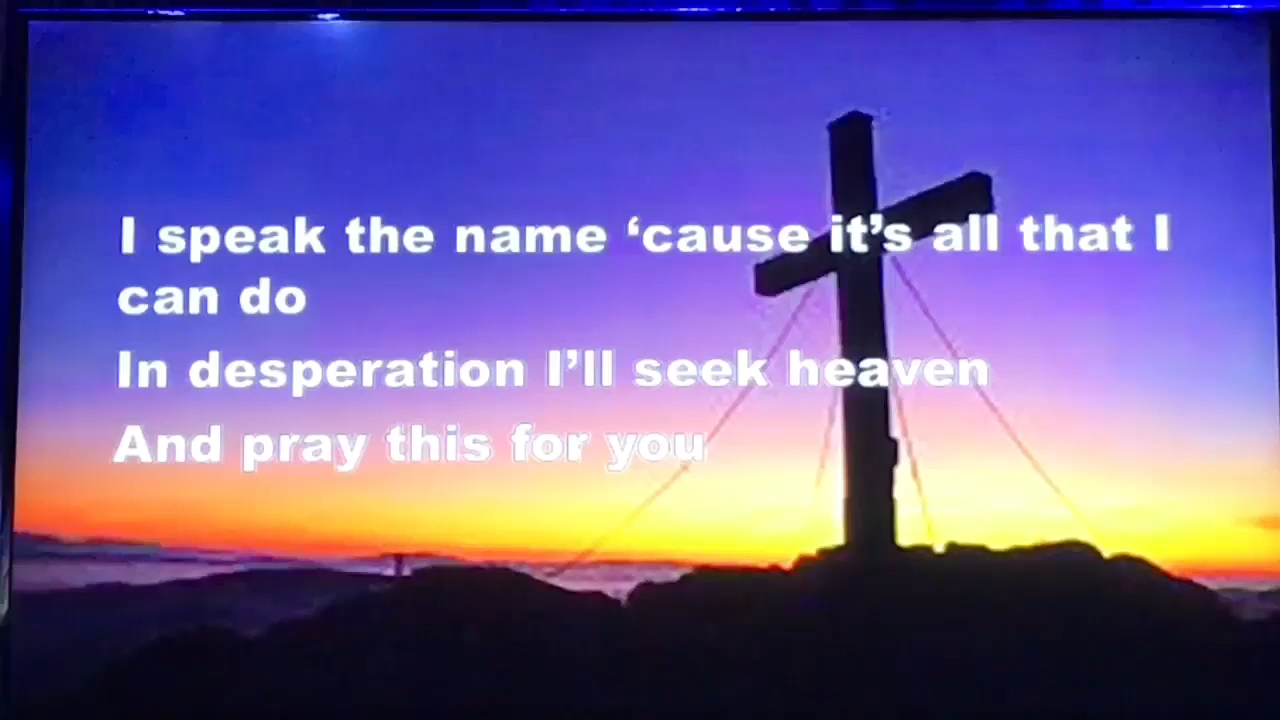 I speak the name ‘cause it’s all that I
can do
In desperation I’ll seek heaven
And pray this for you